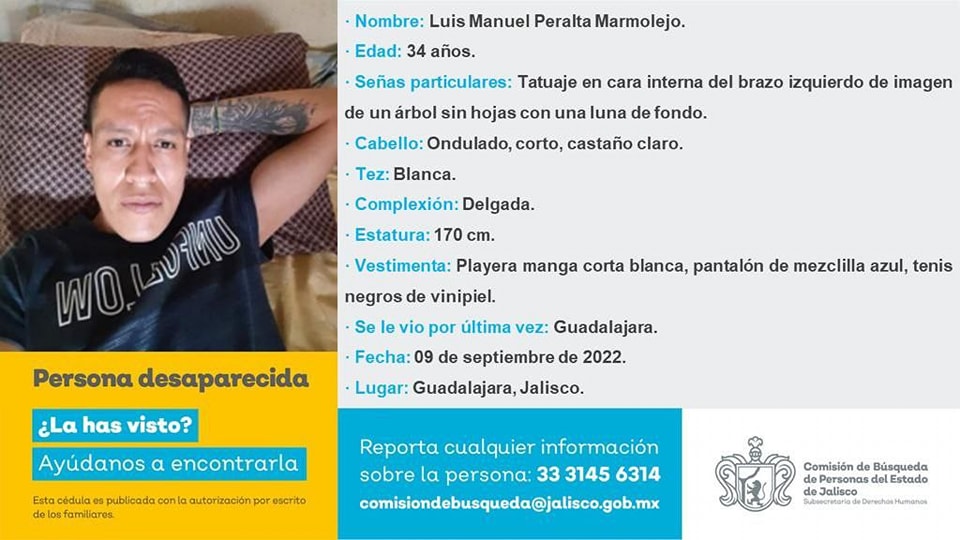 · Nombre: Luis Manuel Peralta Marmolejo.
· Edad: 34 años.
· Señas particulares: Tatuaje en cara interna del brazo izquierdo de imagen
de un árbol sin hojas con una luna de fondo.
· Cabello: Ondulado, corto, castaño claro.
· Tez: Blanca.
· Complexión: Delgada.
· Estatura: 170 cm.
· Vestimenta: Playera manga corta blanca, pantalón de mezclilla azul, tenis
negros de vinipiel.
· Se le vio por última vez: Guadalajara.
· Fecha: 09 de septiembre de 2022.
· Lugar: Guadalajara, Jalisco.
Persona desaparecida
¿La has visto?
Ayúdanos a encontrarla
Esta cédula es publicada con la autorización por escrito
de los familiares.
Reporta cualquier información
sobre la persona: 33 3145 6314
comisiondebusqueda@jalisco.gob.mx
Comisión de Búsqueda
de Personas del Estado
de Jalisco
Subsecretaría de Derechos Humanos